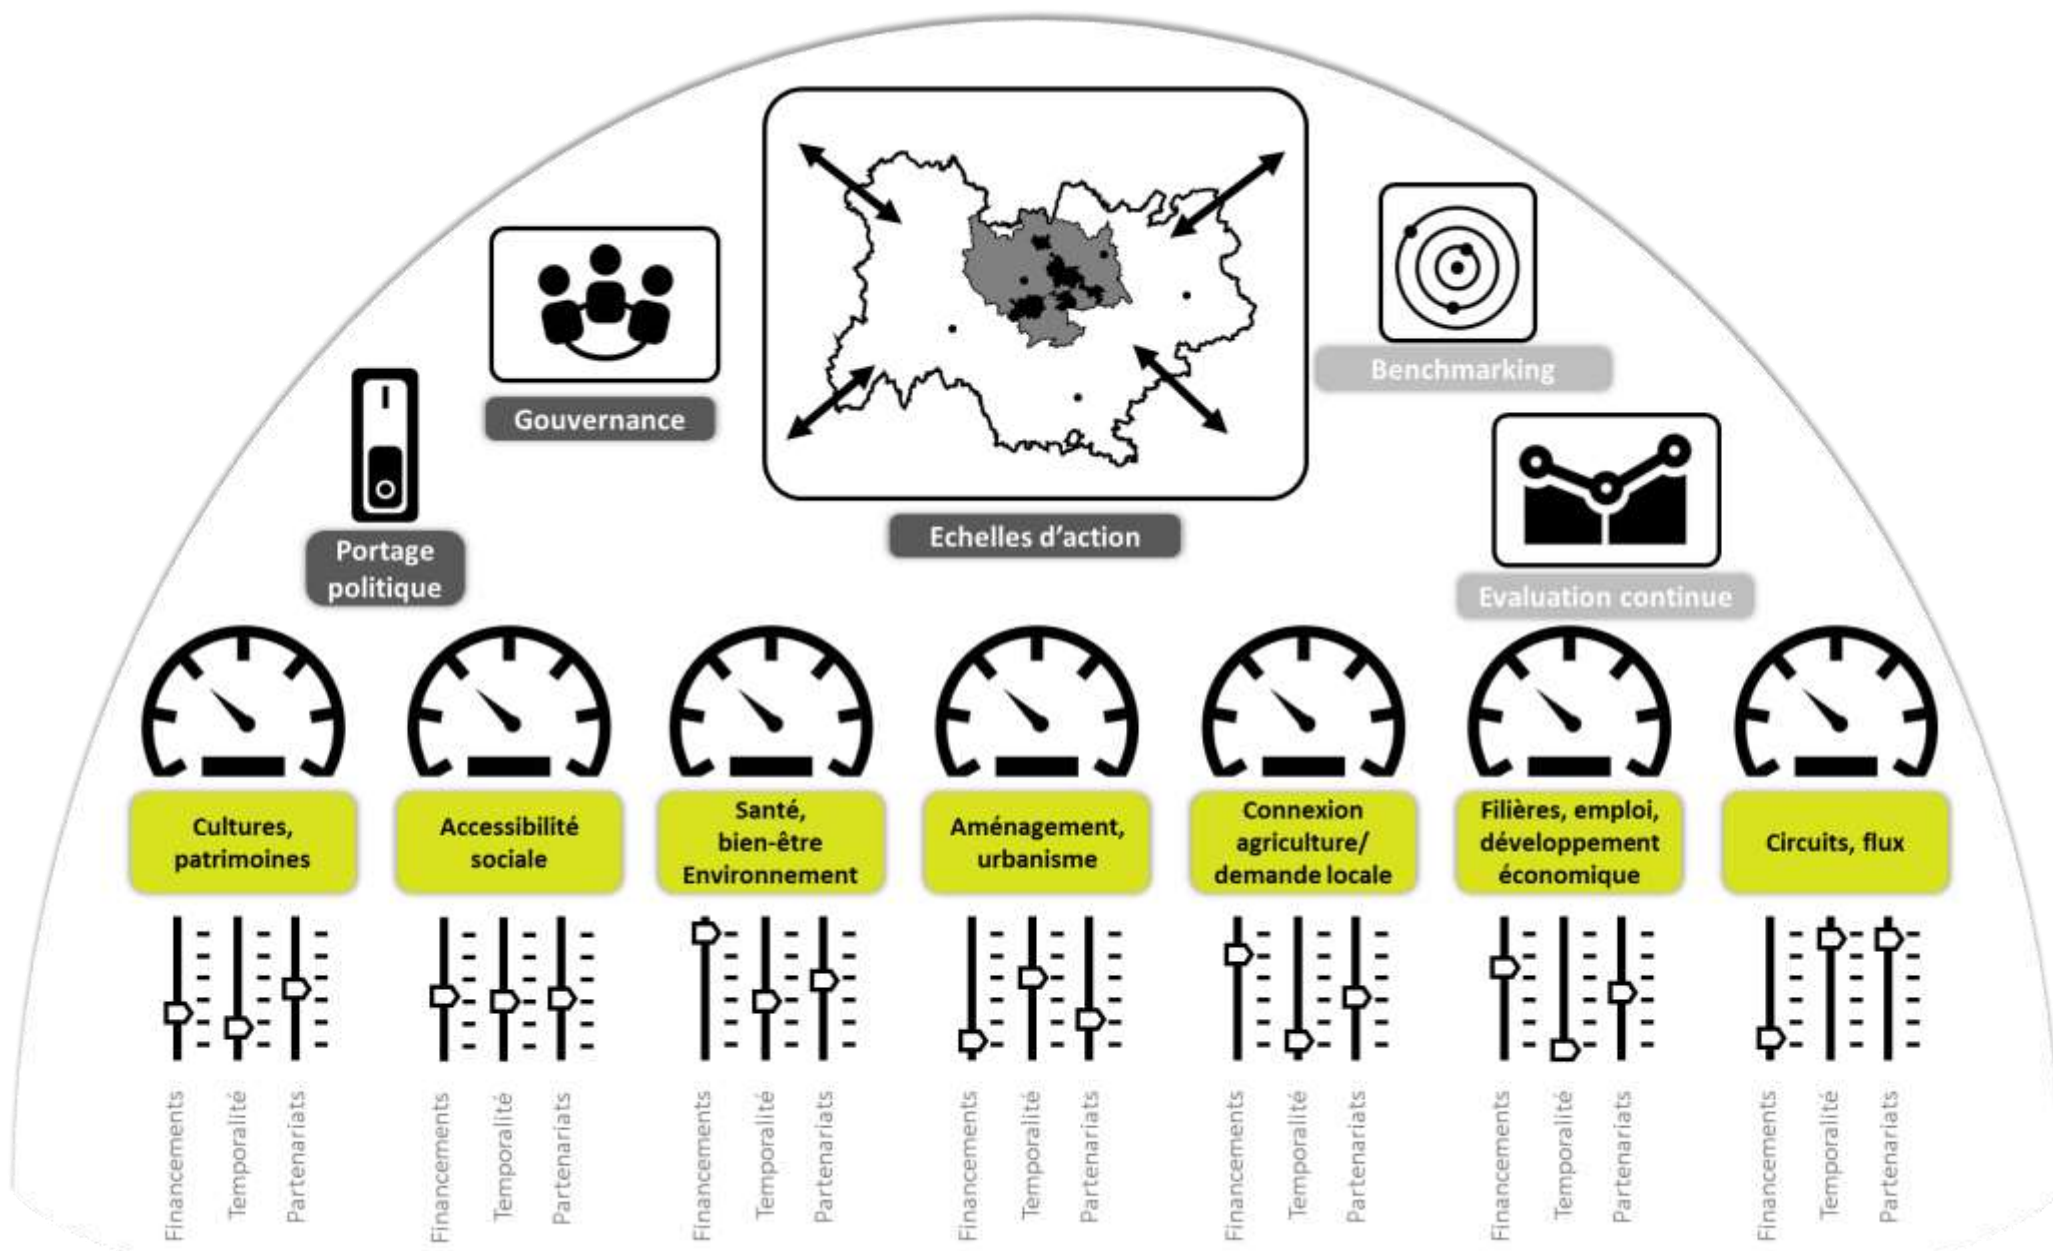 Gouvernance
Benchmarking
Portage
politique
Echelles d'action
Evaluation continue
Cultures,
patrimoines
Accessibilité
sociale
Santé,
bien-être
Environnement
Aménagement,
urbanisme
Connexion
agriculture/
demande locale
Filières, emploi,
développement
économique
Circuits, flux
Financements
Temporalité
Partenariats
Financements
Temporalité
Partenariats
Financements
Temporalité
Partenariats
Financements
Temporalité
Partenariats
Financements
Temporalité
Partenariats
Financements
Temporalité
Partenariats
Financements
Temporalité
Partenariats